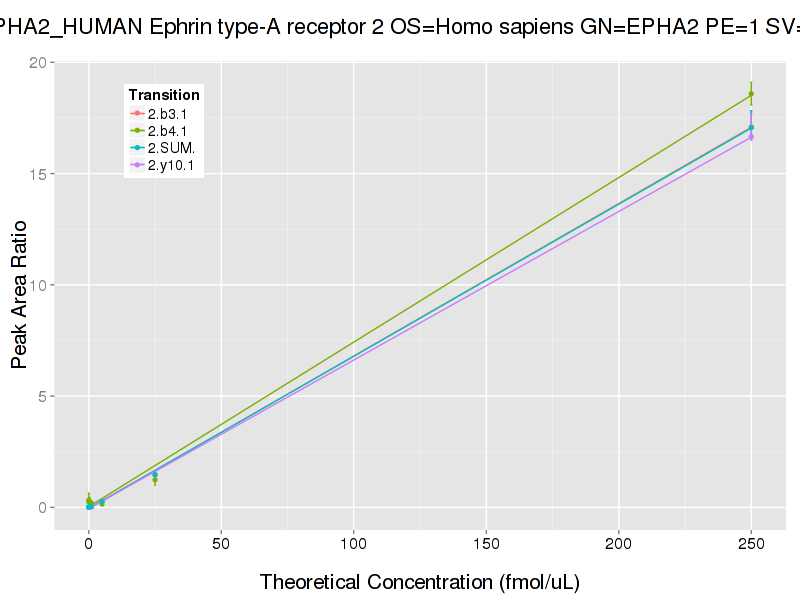 PHA2_HUMAN Ephrin type-A receptor 2 OS=Homo sapiens GN=EPHA2 PE=1 SV=
20
15
10
5
0
Peak Area Ratio
Transition
2.b3.1
2.b4.1
2.SUM.
2.y10.1
0 50 100 150 200 250
Theoretical Concentration (fmol/uL)